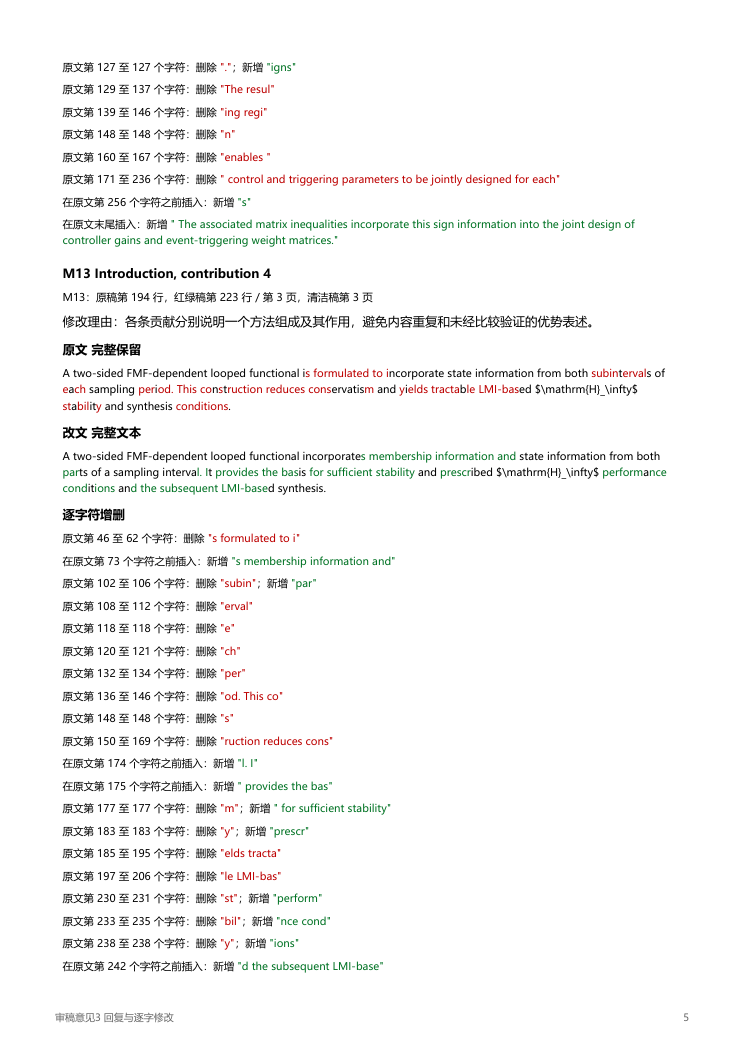 原文第 127 至 127 个字符：删除 "."；新增 "igns"
原文第 129 至 137 个字符：删除 "The resul"
原文第 139 至 146 个字符：删除 "ing regi"
原文第 148 至 148 个字符：删除 "n"
原文第 160 至 167 个字符：删除 "enables "
原文第 171 至 236 个字符：删除 " control and triggering parameters to be jointly designed for each"
在原文第 256 个字符之前插入：新增 "s"
在原文末尾插入：新增 " The associated matrix inequalities incorporate this sign information into the joint design of
controller gains and event-triggering weight matrices."
M13 Introduction, contribution 4
M13：原稿第 194 行，红绿稿第 223 行 / 第 3 页，清洁稿第 3 页
修改理由：各条贡献分别说明一个方法组成及其作用，避免内容重复和未经比较验证的优势表述。
原文 完整保留
A two-sided FMF-dependent looped functional is formulated to incorporate state information from both subintervals of
each sampling period. This construction reduces conservatism and yields tractable LMI-based $\mathrm{H}_\infty$
stability and synthesis conditions.
改文 完整文本
A two-sided FMF-dependent looped functional incorporates membership information and state information from both
parts of a sampling interval. It provides the basis for sufficient stability and prescribed $\mathrm{H}_\infty$ performance
conditions and the subsequent LMI-based synthesis.
逐字符增删
原文第 46 至 62 个字符：删除 "s formulated to i"
在原文第 73 个字符之前插入：新增 "s membership information and"
原文第 102 至 106 个字符：删除 "subin"；新增 "par"
原文第 108 至 112 个字符：删除 "erval"
原文第 118 至 118 个字符：删除 "e"
原文第 120 至 121 个字符：删除 "ch"
原文第 132 至 134 个字符：删除 "per"
原文第 136 至 146 个字符：删除 "od. This co"
原文第 148 至 148 个字符：删除 "s"
原文第 150 至 169 个字符：删除 "ruction reduces cons"
在原文第 174 个字符之前插入：新增 "l. I"
在原文第 175 个字符之前插入：新增 " provides the bas"
原文第 177 至 177 个字符：删除 "m"；新增 " for sufficient stability"
原文第 183 至 183 个字符：删除 "y"；新增 "prescr"
原文第 185 至 195 个字符：删除 "elds tracta"
原文第 197 至 206 个字符：删除 "le LMI-bas"
原文第 230 至 231 个字符：删除 "st"；新增 "perform"
原文第 233 至 235 个字符：删除 "bil"；新增 "nce cond"
原文第 238 至 238 个字符：删除 "y"；新增 "ions"
在原文第 242 个字符之前插入：新增 "d the subsequent LMI-base"
审稿意见3 回复与逐字修改
5